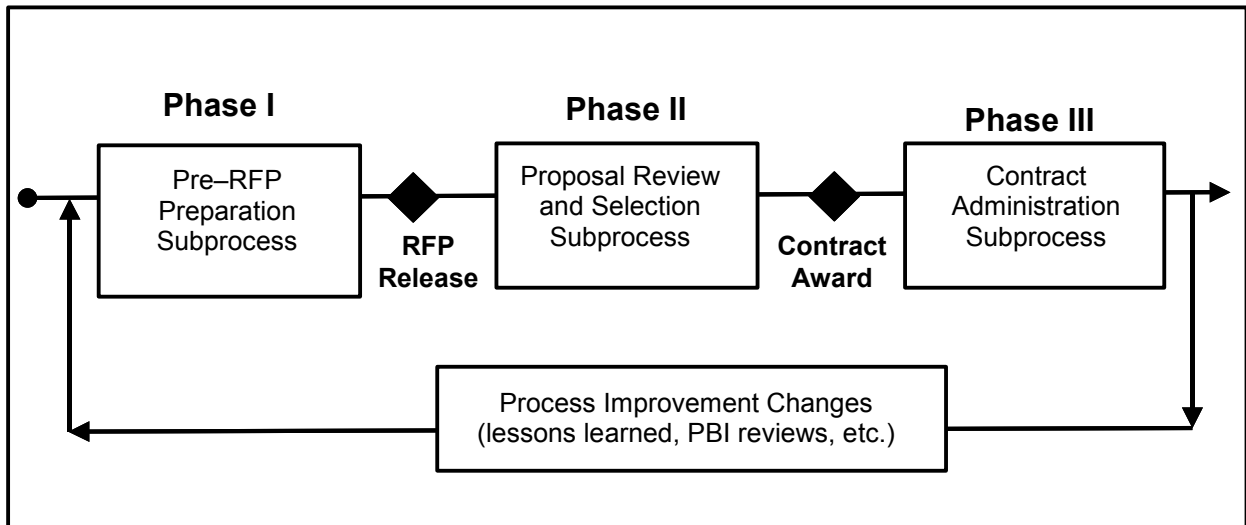 Phase I
Phase II
Phase III
Pre–RFP
Preparation
Subprocess
RFP
Release
Proposal Review
and Selection
Subprocess
Contract
Award
Contract
Administration
Subprocess
Process Improvement Changes
(lessons learned, PBI reviews, etc.)